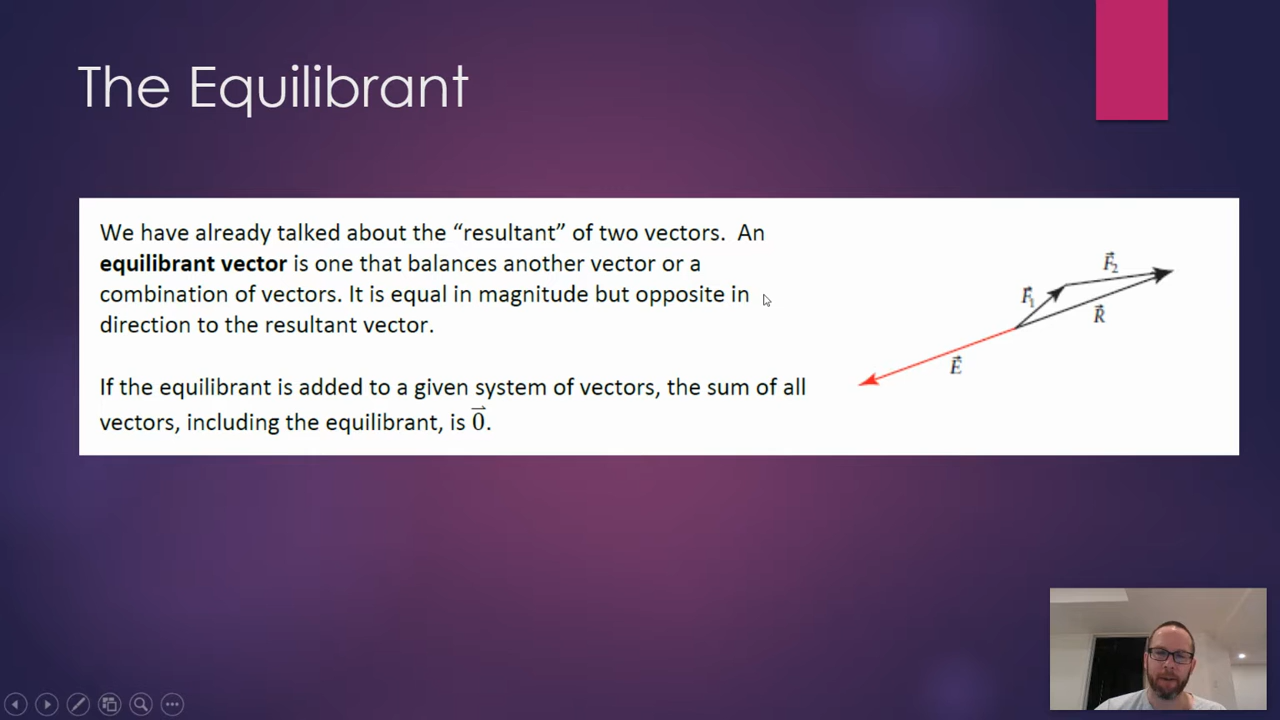 The Equilibrant
We have already talked about the “resultant” of two vectors. An
equilibrant vector is one that balances another vector or a
combination of vectors. It is equal in magnitude but opposite in
direction to the resultant vector.
If the equilibrant is added to a given system of vectors, the sum of all
vectors, including the equilibrant, is 0⃗.
F⃗₂
F⃗₁
R⃗
E⃗